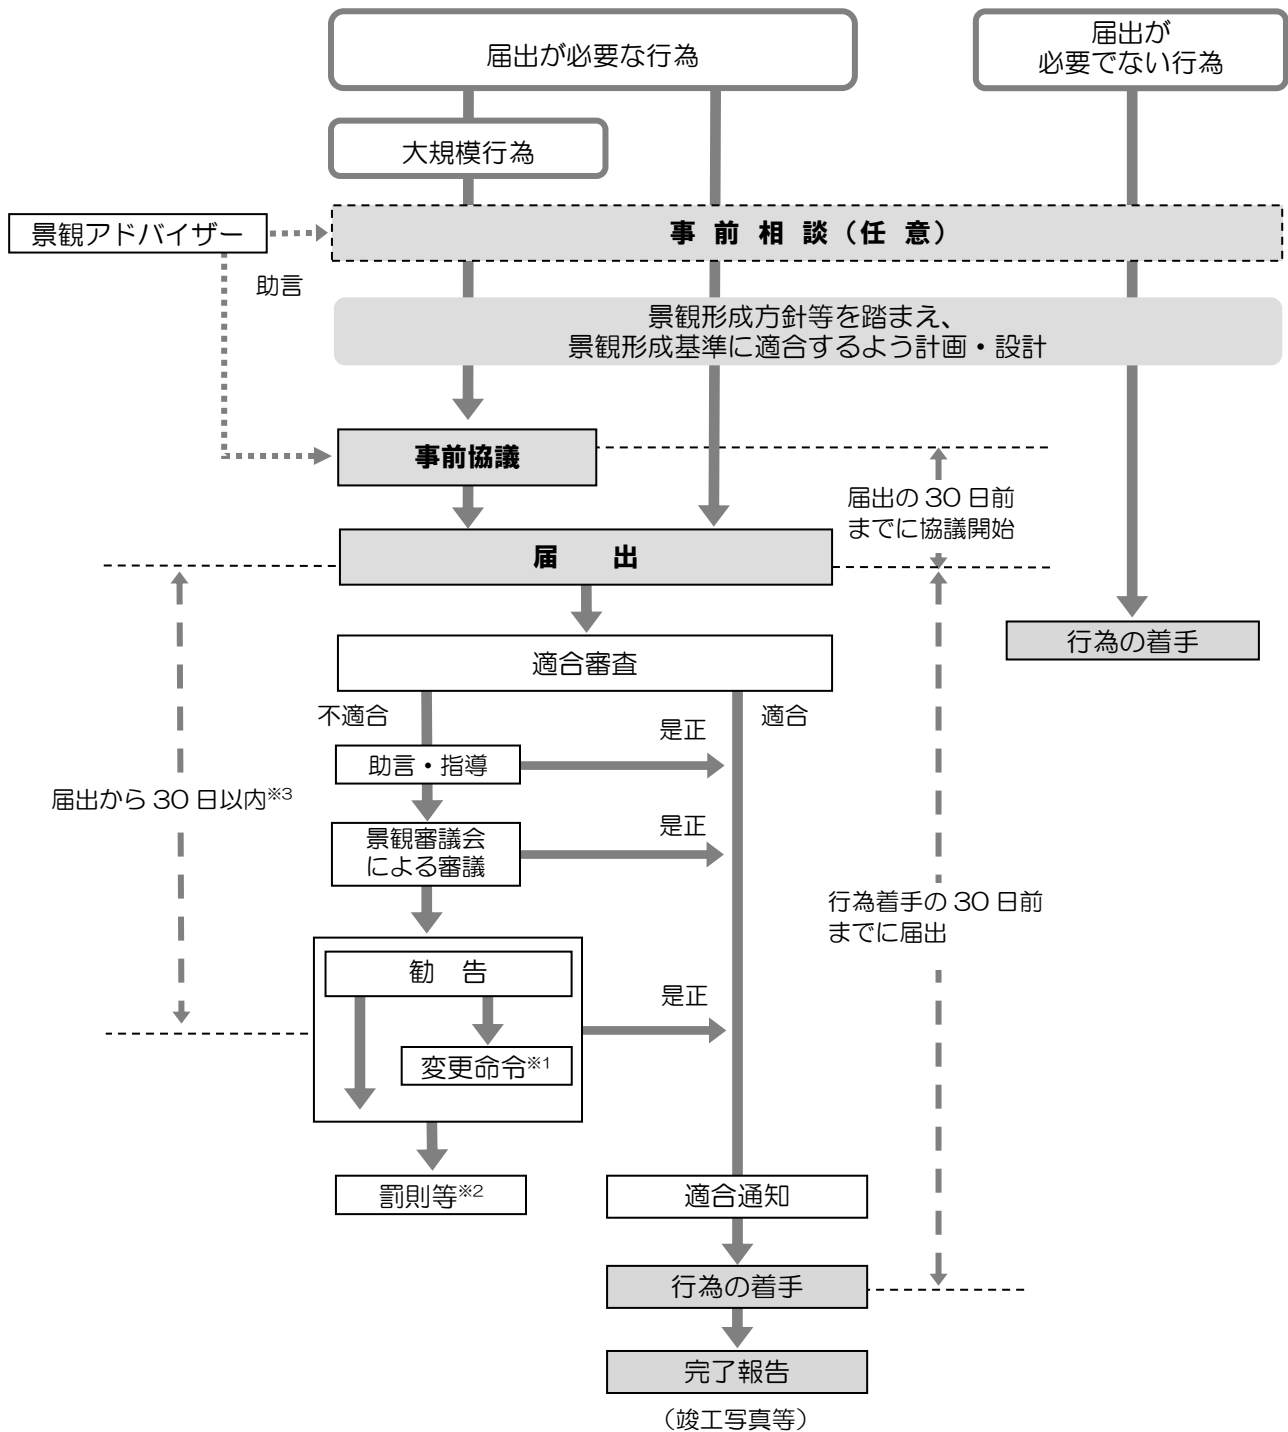 届出が必要な行為
届出が
必要でない行為
大規模行為
景観アドバイザー
事 前 相 談（任 意）
助言
景観形成方針等を踏まえ、
景観形成基準に適合するよう計画・設計
事前協議
届出の 30 日前
までに協議開始
届　出
行為の着手
適合審査
不適合
適合
是正
助言・指導
届出から 30 日以内※3
是正
景観審議会
による審議
行為着手の 30 日前
までに届出
勧　告
是正
変更命令※1
罰則等※2
適合通知
行為の着手
完了報告
（竣工写真等）